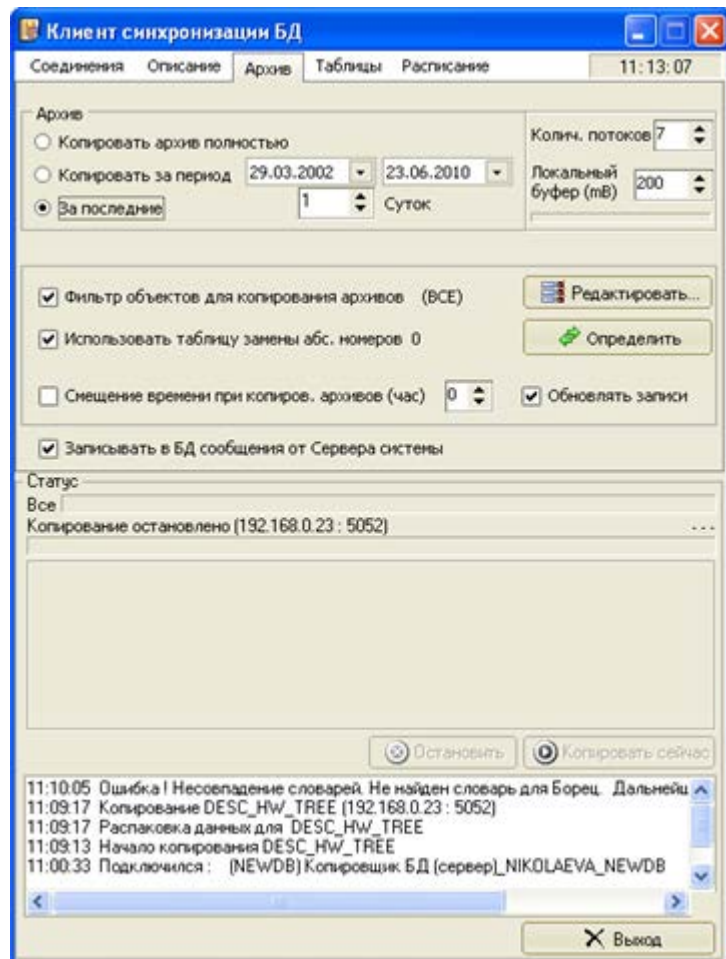 Клиент синхронизации БД
Соединения Описание Архив Таблицы Расписание 11:13:07
Архив
Копировать архив полностью
Колич. потоков 7
Копировать за период 29.03.2002 23.06.2010
Локальный буфер (mB) 200
За последние 1 Суток
Фильтр объектов для копирования архивов (ВСЕ) Редактировать...
Использовать таблицу замены абс. номеров 0 Определить
Смещение времени при копиров. архивов (час) 0 Обновлять записи
Записывать в БД сообщения от Сервера системы
Статус
Все
Копирование остановлено (192.168.0.23 : 5052) ...
Остановить Копировать сейчас
11:10:05 Ошибка ! Несовпадение словарей. Не найден словарь для Борец. Дальнейш
11:09:17 Копирование DESC_HW_TREE (192.168.0.23 : 5052)
11:09:17 Распаковка данных для DESC_HW_TREE
11:09:13 Начало копирования DESC_HW_TREE
11:00:33 Подключился : (NEWDB) Копировщик БД (сервер)_NIKOLAEVA_NEWDB
Выход